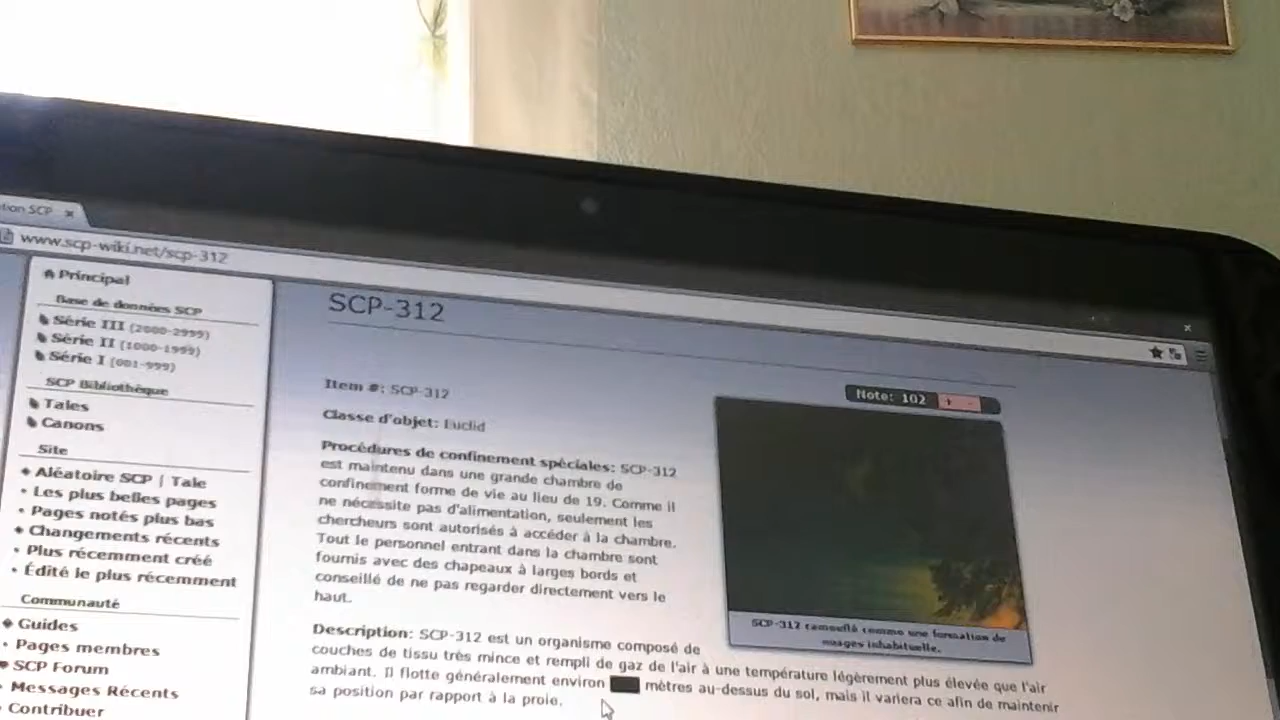 tion SCP
www.scp-wiki.net/scp-312
Principal
Base de données SCP
Série III (2000-2999)
Série II (1000-1999)
Série I (001-999)
SCP Bibliothèque
Tales
Canons
Site
Aléatoire SCP | Tale
Les plus belles pages
Pages notés plus bas
Changements récents
Plus récemment créé
Édité le plus récemment
Communauté
Guides
Pages membres
SCP Forum
Messages Récents
Contribuer
SCP-312
Note: 102 + -
Item #: SCP-312
Classe d'objet: Euclid
Procédures de confinement spéciales: SCP-312
est maintenu dans une grande chambre de
confinement forme de vie au lieu de 19. Comme il
ne nécessite pas d'alimentation, seulement les
chercheurs sont autorisés à accéder à la chambre.
Tout le personnel entrant dans la chambre sont
fournis avec des chapeaux à larges bords et
conseillé de ne pas regarder directement vers le
haut.
SCP-312 camouflé comme une formation de
nuages inhabituelle.
Description: SCP-312 est un organisme composé de
couches de tissu très mince et rempli de gaz de l'air à une température légèrement plus élevée que l'air
ambiant. Il flotte généralement environ mètres au-dessus du sol, mais il variera ce afin de maintenir
sa position par rapport à la proie.